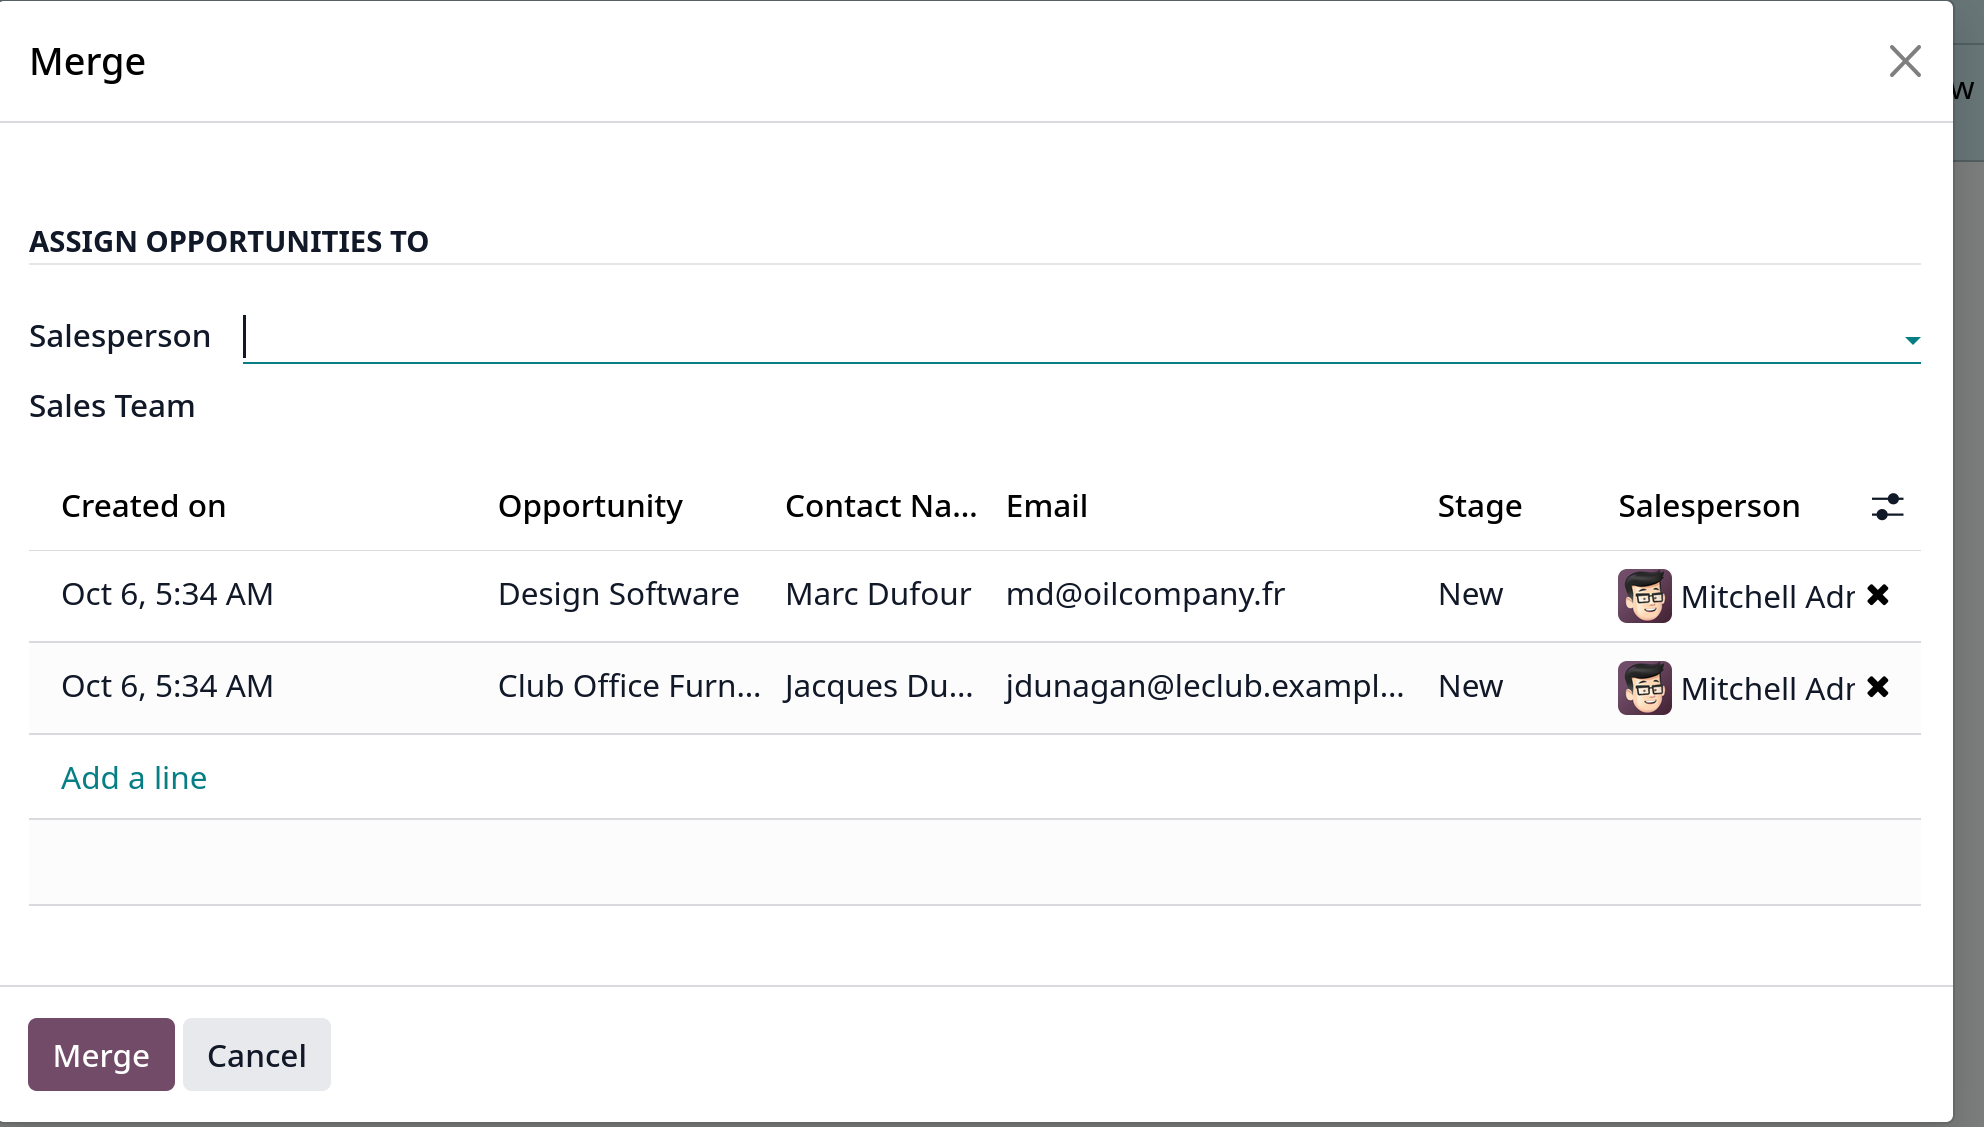 Merge
w
ASSIGN OPPORTUNITIES TO
Salesperson
Sales Team
Created on Opportunity Contact Na... Email Stage Salesperson
Oct 6, 5:34 AM Design Software Marc Dufour md@oilcompany.fr New Mitchell Adr
Oct 6, 5:34 AM Club Office Furn... Jacques Du... jdunagan@leclub.exampl... New Mitchell Adr
Add a line
Merge Cancel